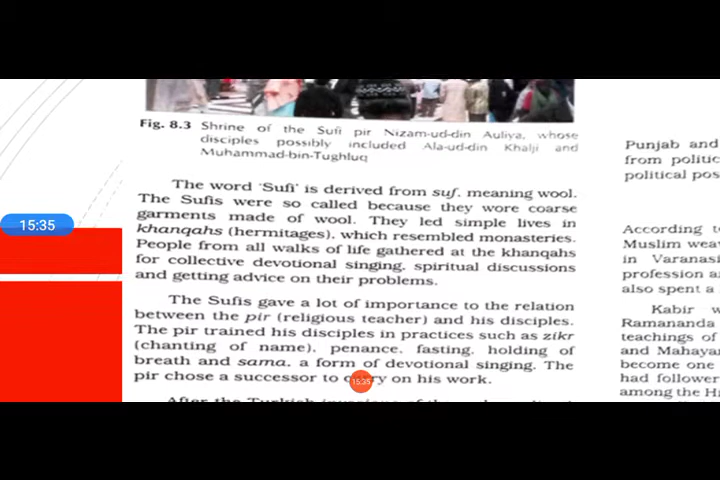 Fig. 8.3 Shrine of the Sufi pir Nizam-ud-din Auliya, whose
disciples possibly included Ala-ud-din Khalji and
Muhammad-bin-Tughluq
The word 'Sufi' is derived from suf, meaning wool.
The Sufis were so called because they wore coarse
garments made of wool. They led simple lives in
khanqahs (hermitages), which resembled monasteries.
People from all walks of life gathered at the khanqahs
for collective devotional singing, spiritual discussions
and getting advice on their problems.
The Sufis gave a lot of importance to the relation
between the pir (religious teacher) and his disciples.
The pir trained his disciples in practices such as zikr
(chanting of name), penance, fasting, holding of
breath and sama, a form of devotional singing. The
pir chose a successor to carry on his work.
After the Turkish
Punjab and
from politic
political pos
According to
Muslim weav
in Varanasi
profession a
also spent a
Kabir w
Ramananda
teachings of
and Mahayan
become one
had follower
among the H
15:35
15:35